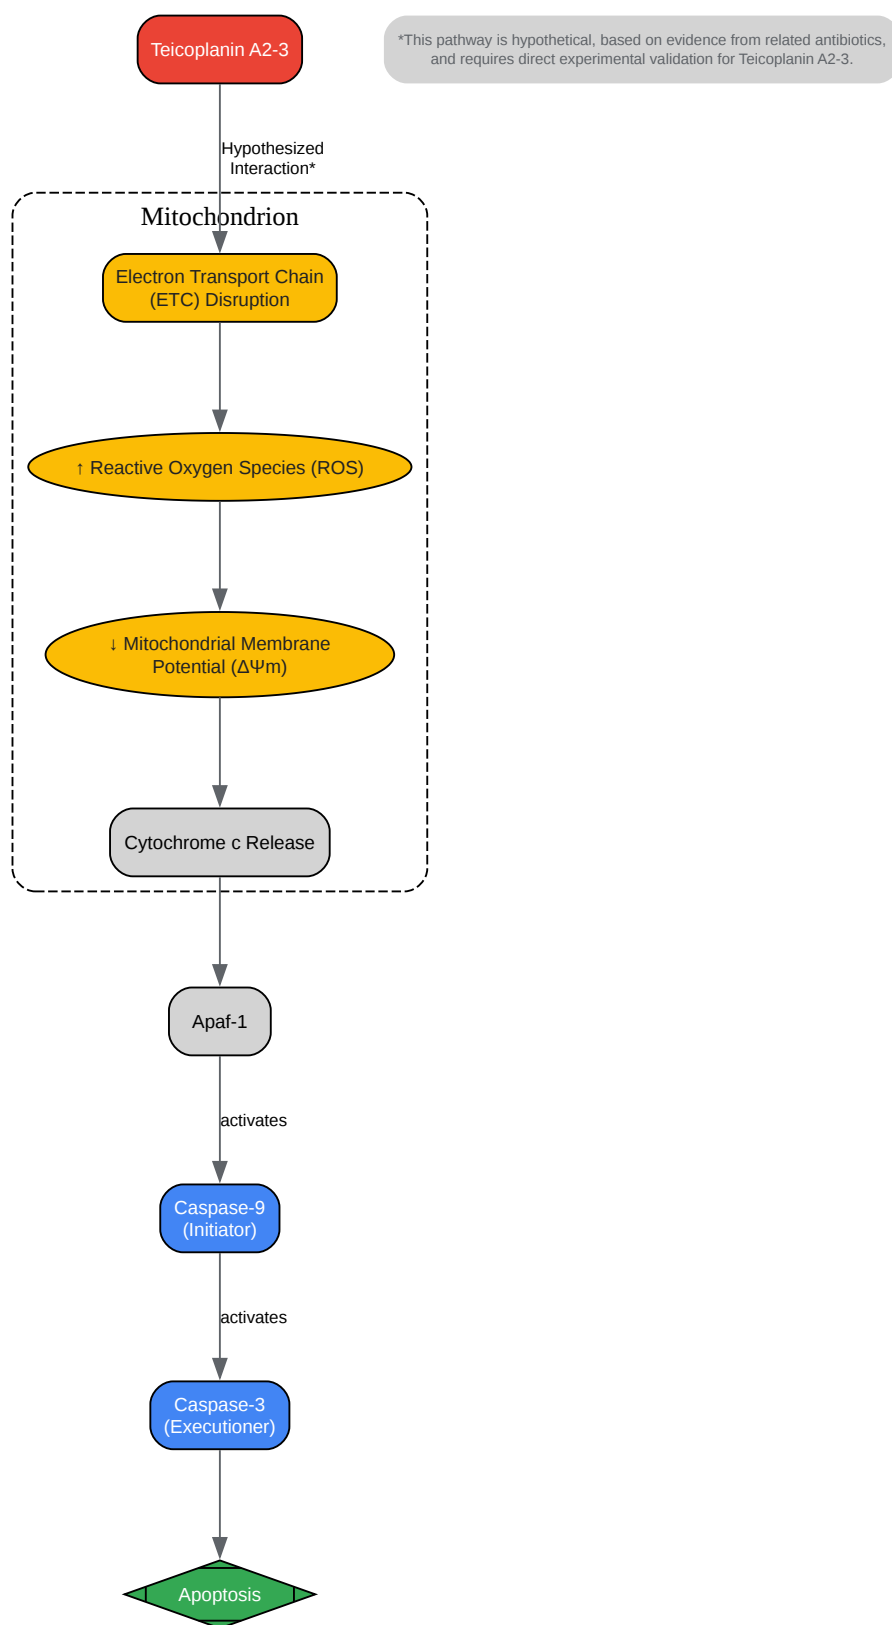 Teicoplanin A2-3
*This pathway is hypothetical, based on evidence from related antibiotics,
and requires direct experimental validation for Teicoplanin A2-3.
Hypothesized
Interaction*
Mitochondrion
Electron Transport Chain
(ETC) Disruption
↑ Reactive Oxygen Species (ROS)
↓ Mitochondrial Membrane
Potential (ΔΨm)
Cytochrome c Release
Apaf-1
activates
Caspase-9
(Initiator)
activates
Caspase-3
(Executioner)
Apoptosis